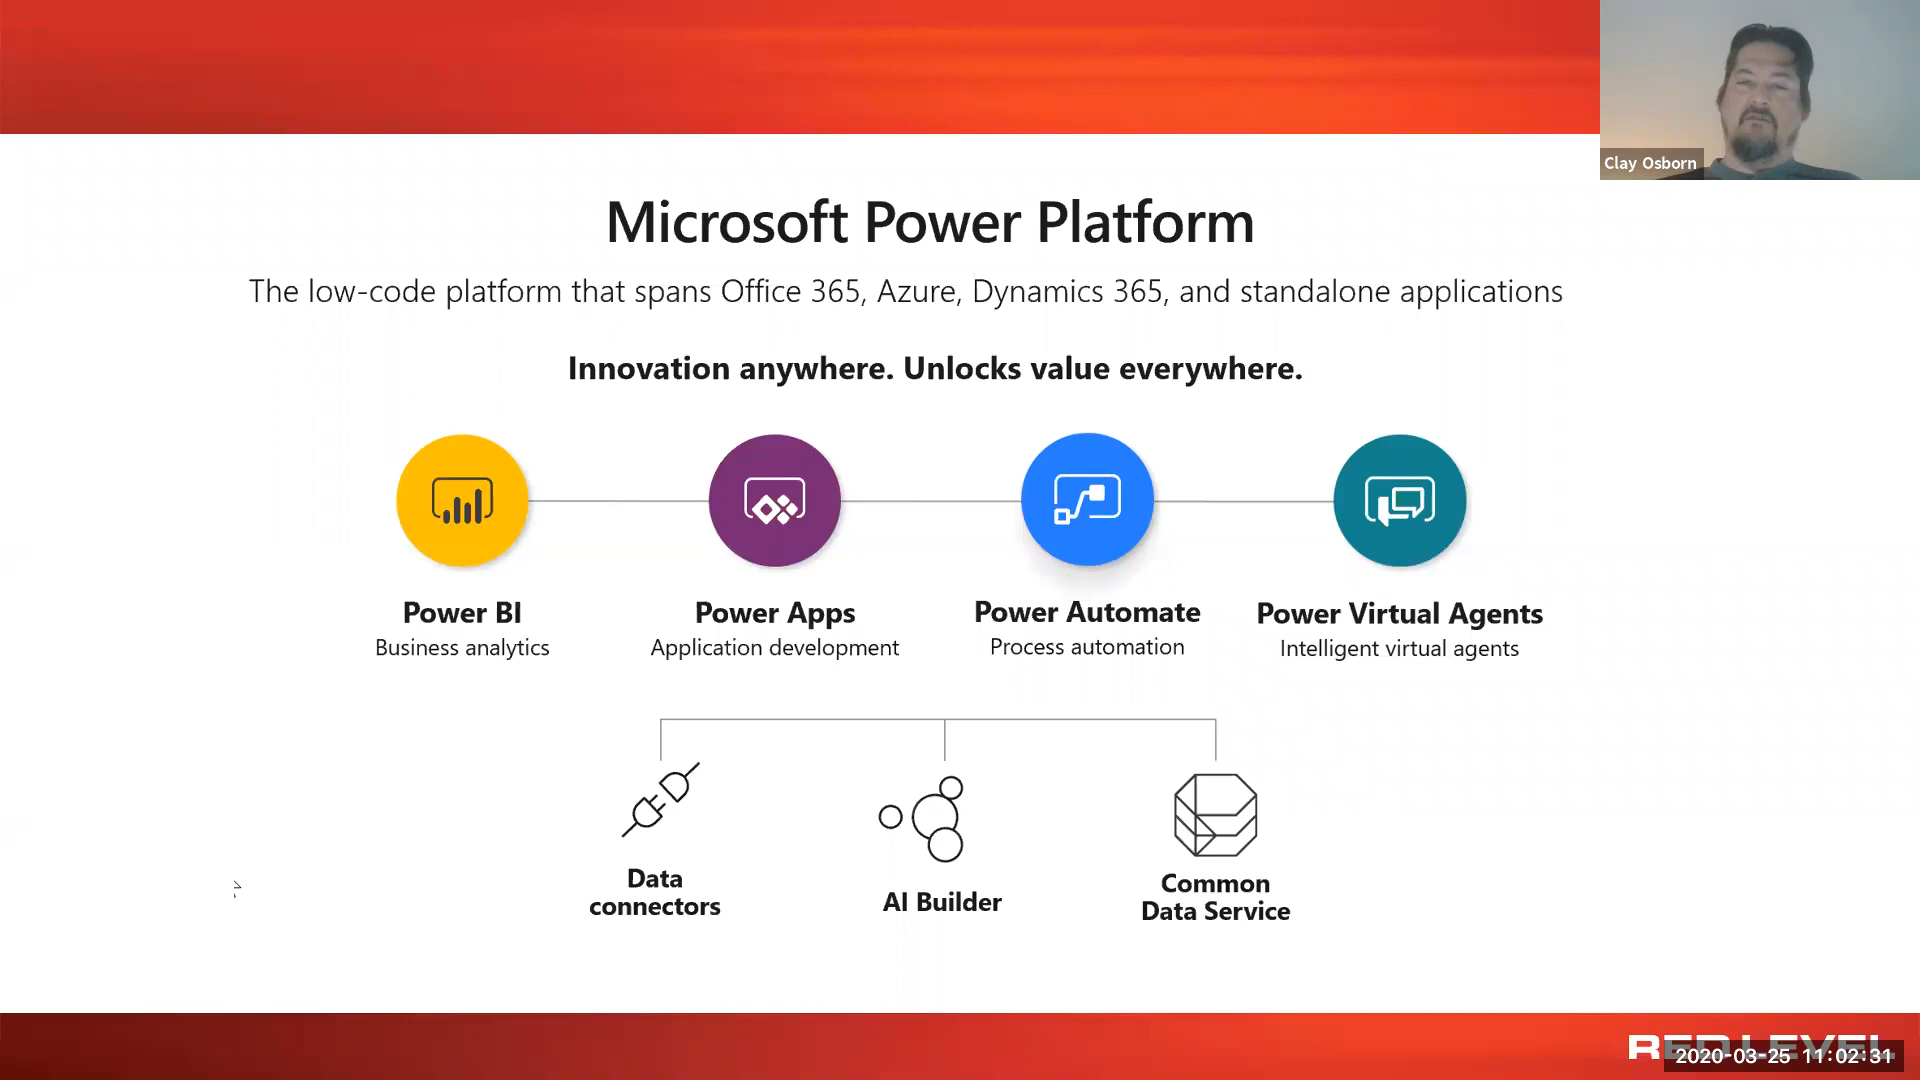 Clay Osborn
Microsoft Power Platform
The low-code platform that spans Office 365, Azure, Dynamics 365, and standalone applications
Innovation anywhere. Unlocks value everywhere.
Power BI
Business analytics
Power Apps
Application development
Power Automate
Process automation
Power Virtual Agents
Intelligent virtual agents
Data
connectors
AI Builder
Common
Data Service
RED LEVEL
2020-03-25 11:02:31